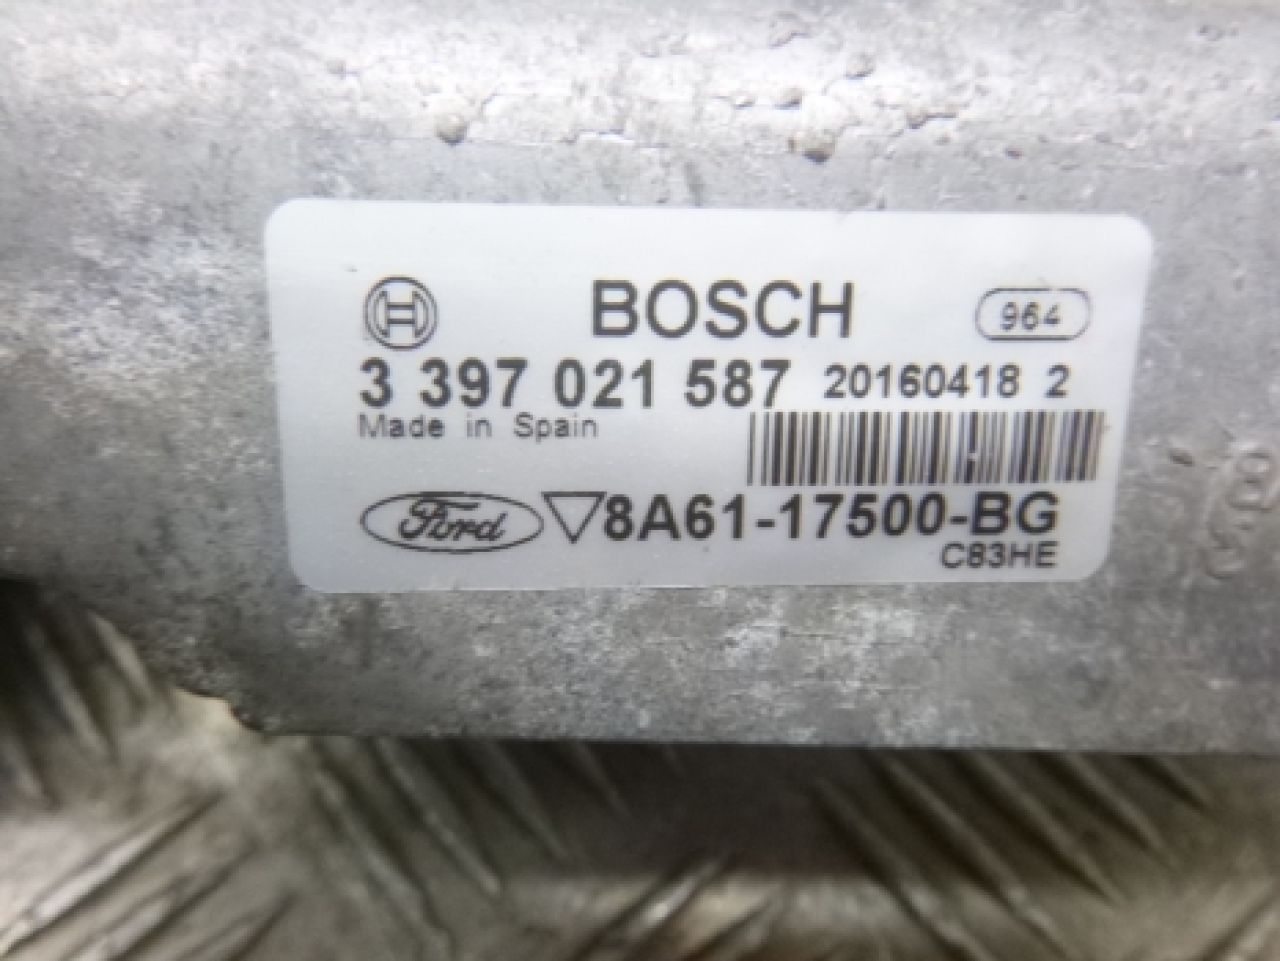 BOSCH 964
3 397 021 587 20160418 2
Made in Spain
Ford 8A61-17500-BG
C83HE